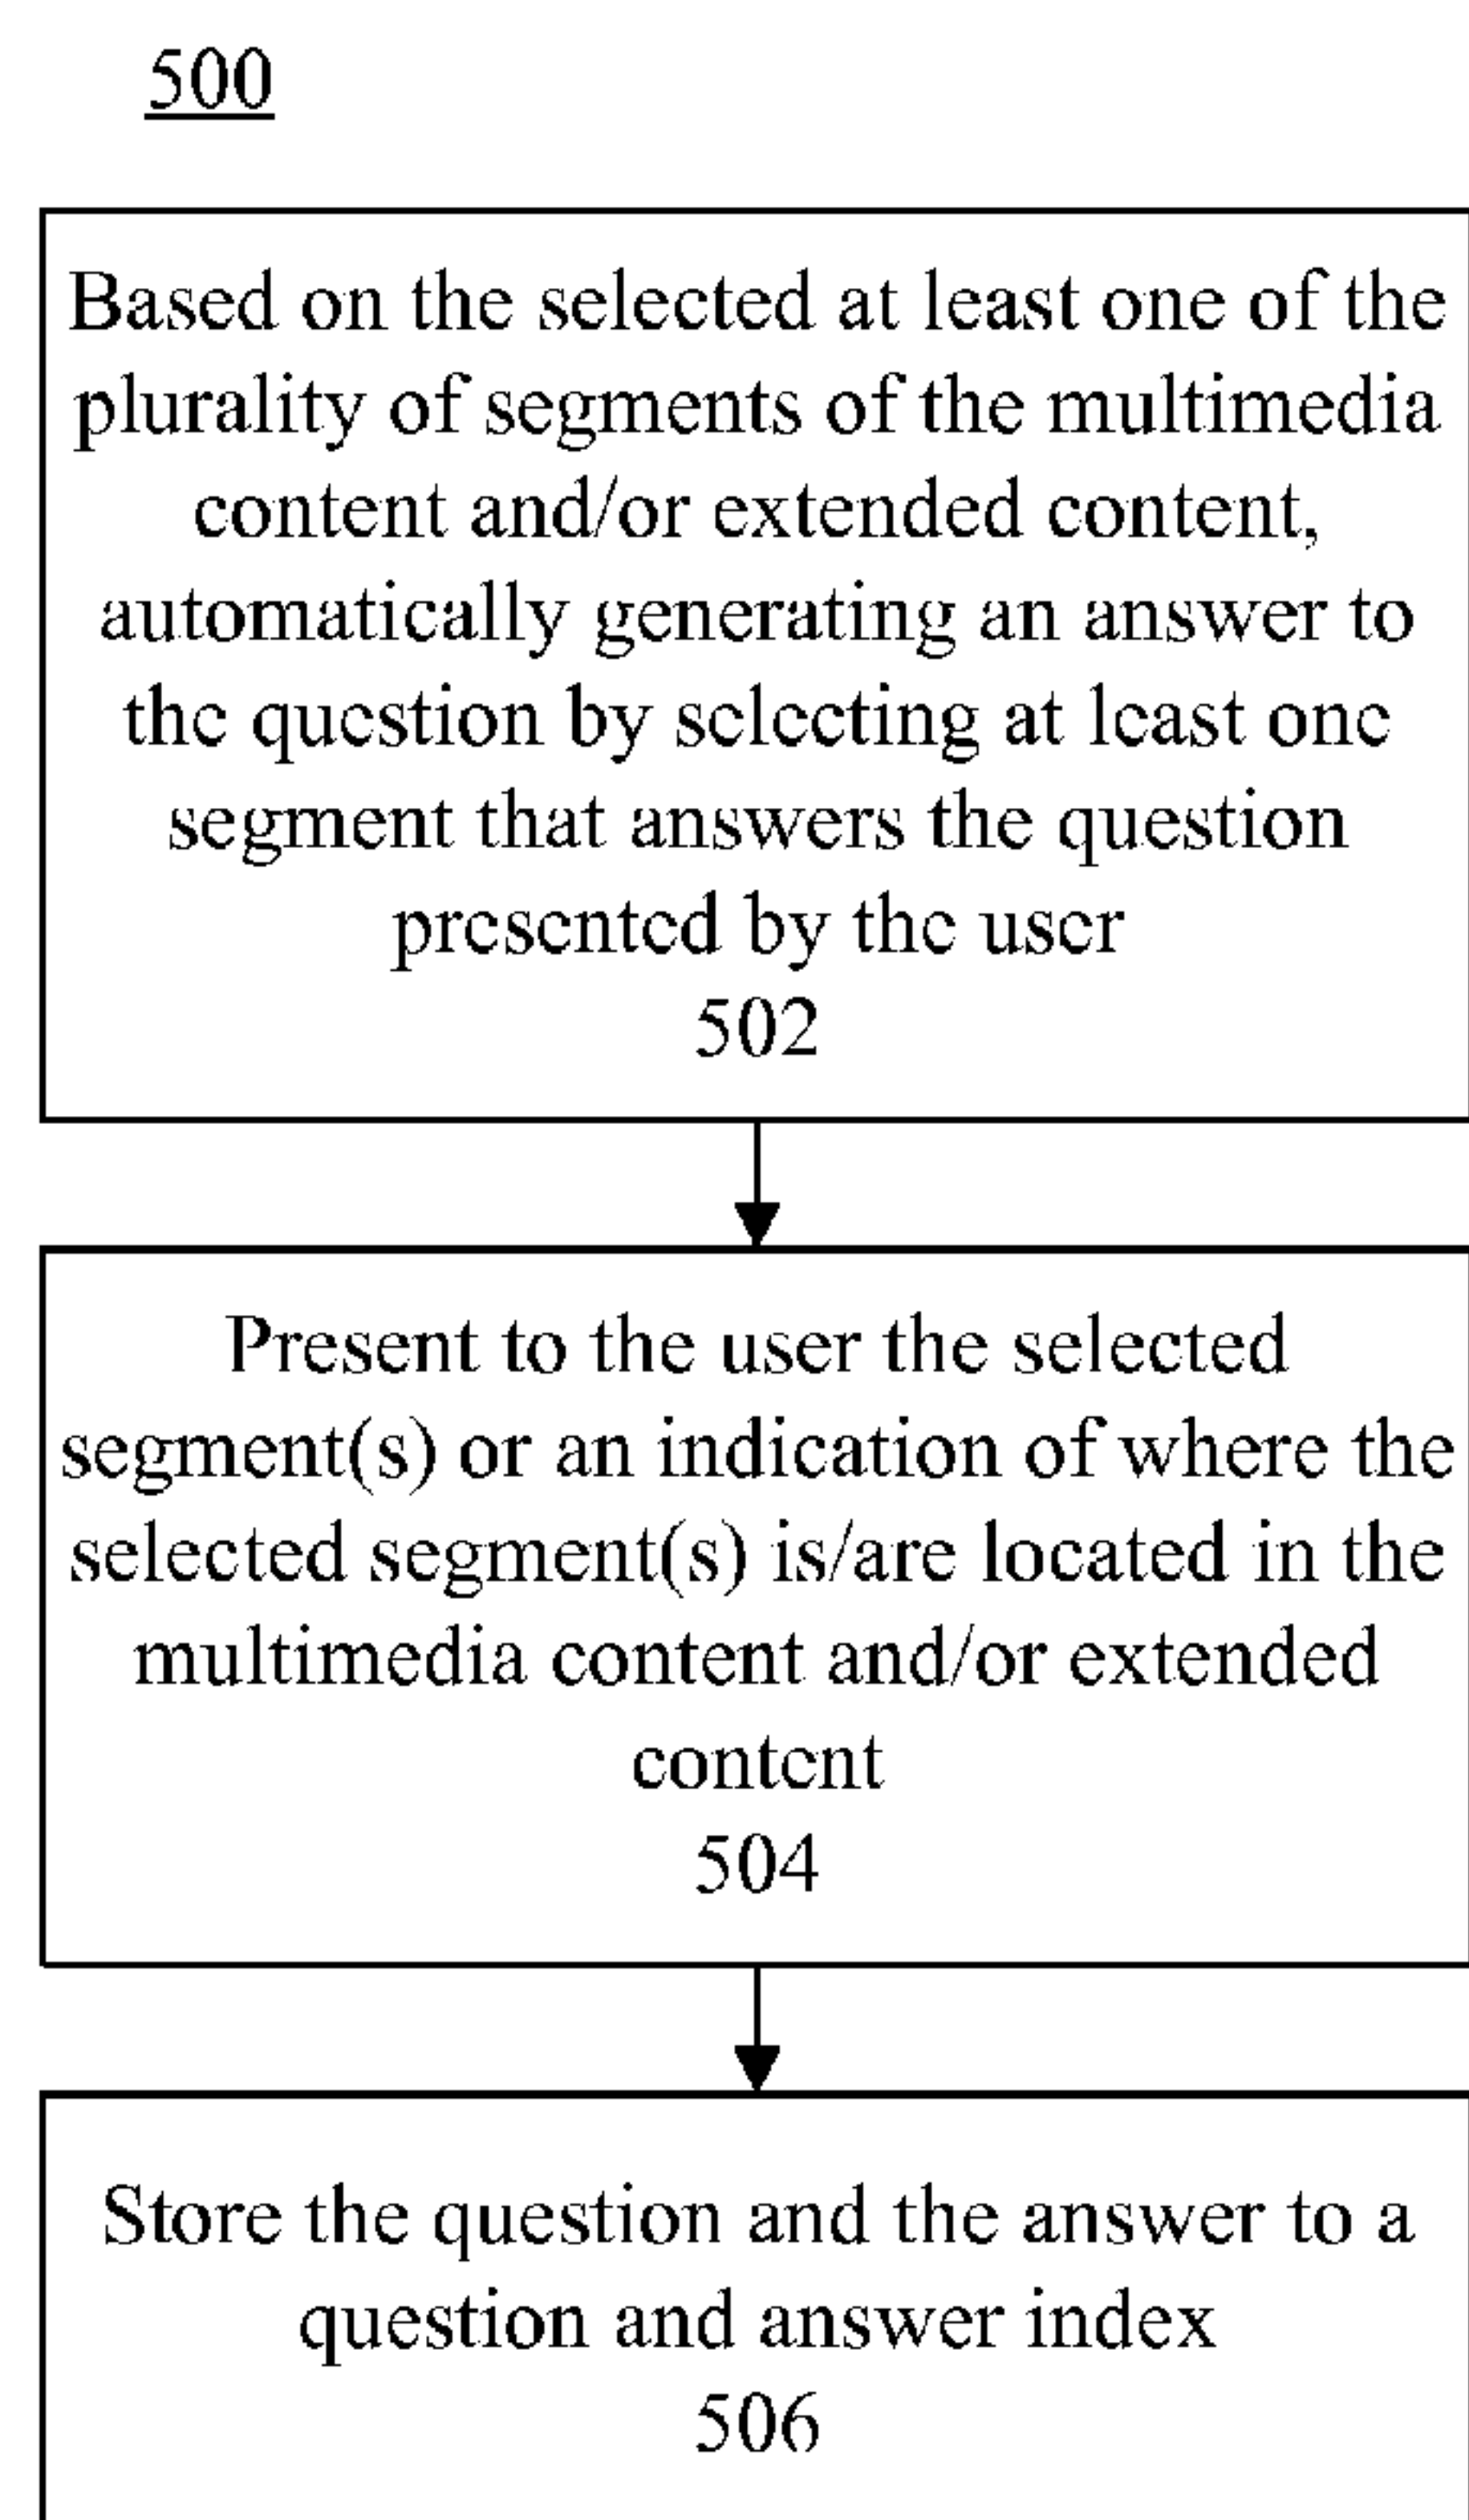 500
Based on the selected at least one of the
plurality of segments of the multimedia
content and/or extended content,
automatically generating an answer to
the question by selecting at least one
segment that answers the question
presented by the user
502
Present to the user the selected
segment(s) or an indication of where the
selected segment(s) is/are located in the
multimedia content and/or extended
content
504
Store the question and the answer to a
question and answer index
506